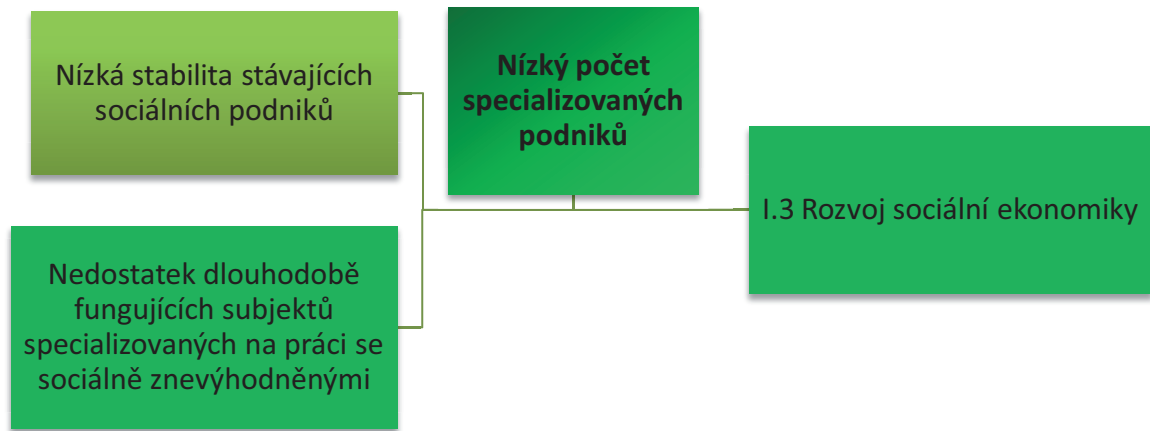 Nízká stabilita stávajících
sociálních podniků
Nízký počet
specializovaných
podniků
I.3 Rozvoj sociální ekonomiky
Nedostatek dlouhodobě
fungujících subjektů
specializovaných na práci se
sociálně znevýhodněnými